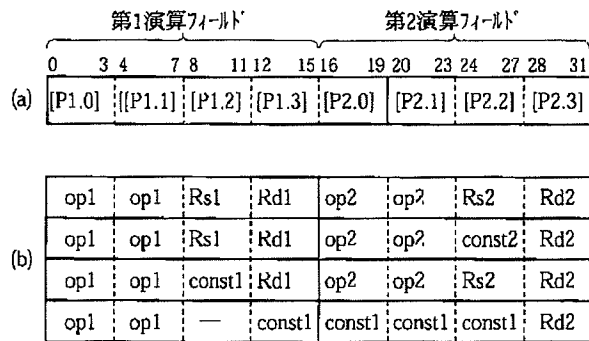 第1演算フィールド 第2演算フィールド
0 3 4 7 8 11 12 15 16 19 20 23 24 27 28 31
(a) [P1.0] [[P1.1] [P1.2] [P1.3] [P2.0] [P2.1] [P2.2] [P2.3]
(b)
op1 op1 Rs1 Rd1 op2 op2 Rs2 Rd2
op1 op1 Rs1 Rd1 op2 op2 const2 Rd2
op1 op1 const1 Rd1 op2 op2 Rs2 Rd2
op1 op1 — const1 const1 const1 const1 Rd2